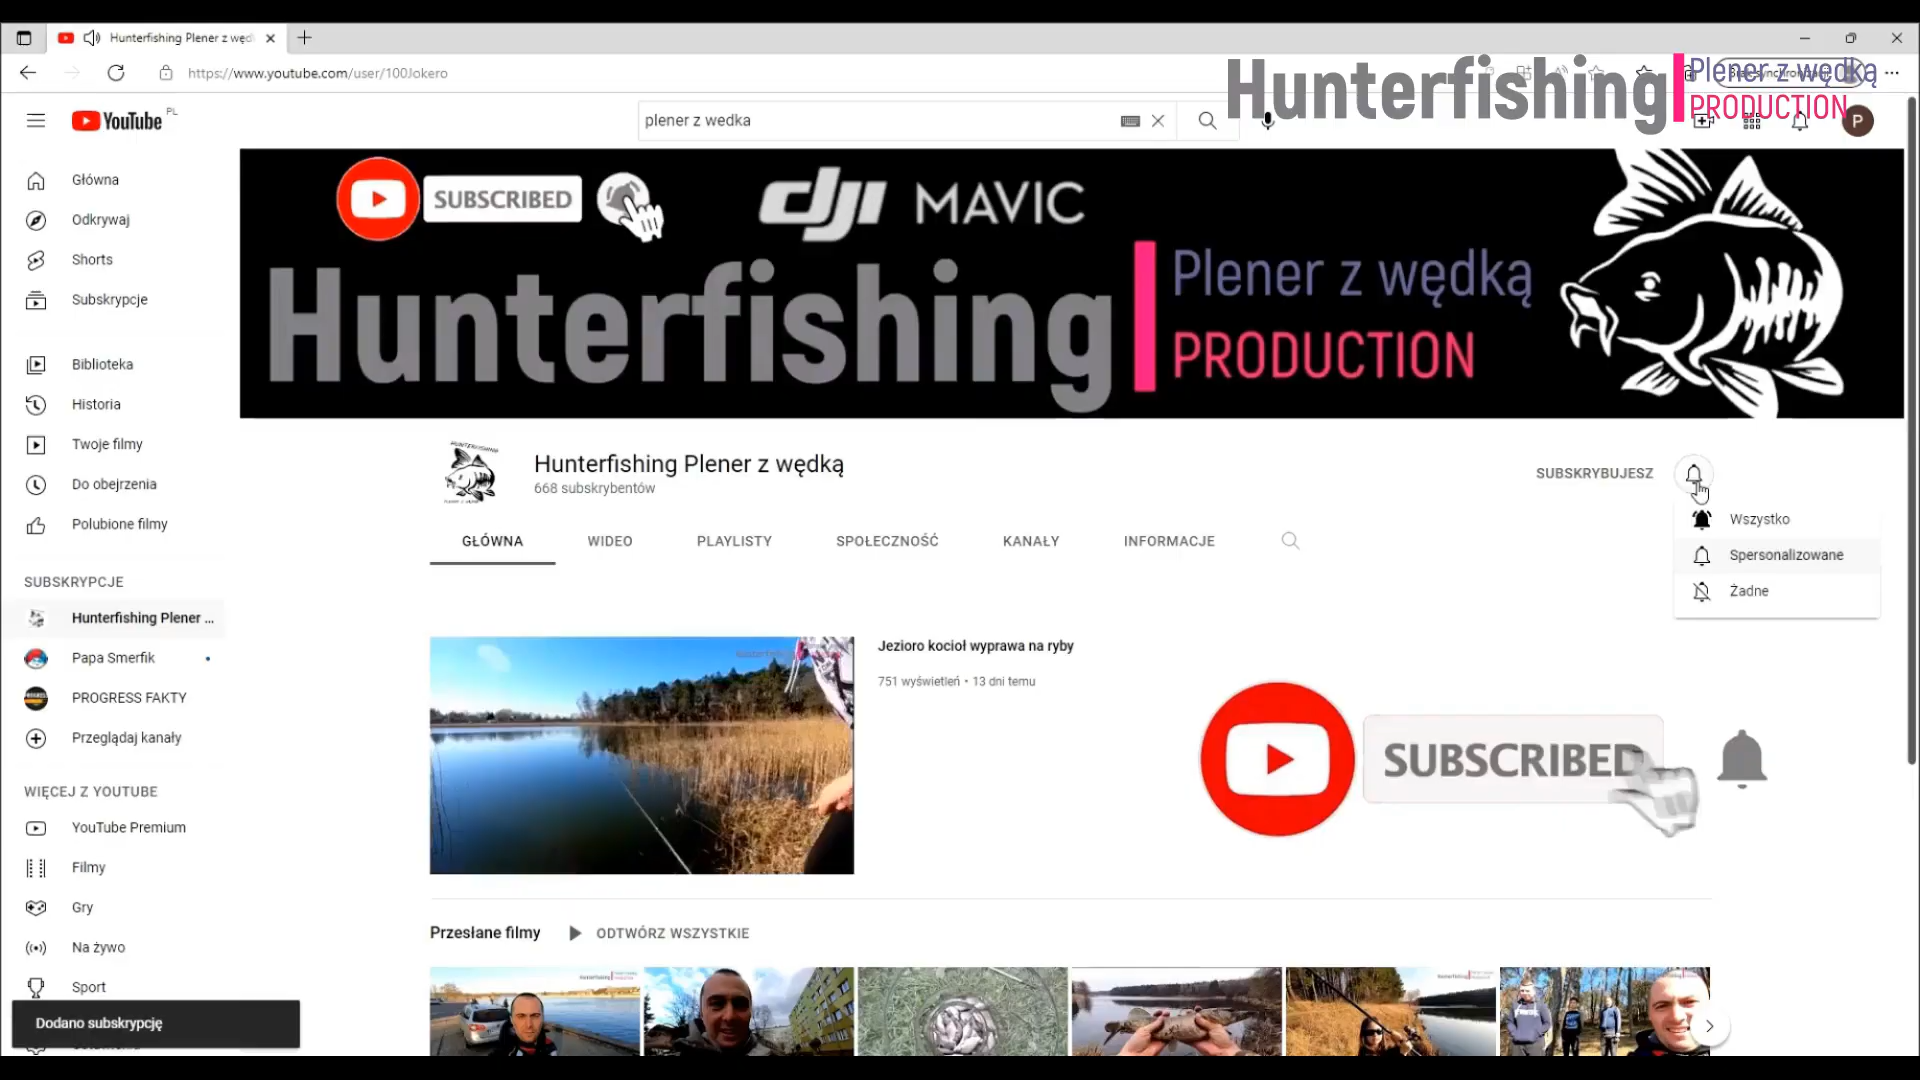 Hunterfishing Plener z węd
https://www.youtube.com/user/100Jokero
Hunterfishing
Plener z wędką
PRODUCTION
YouTube PL
plener z wedka
P
Główna
Odkrywaj
Shorts
Subskrypcje
Biblioteka
Historia
Twoje filmy
Do obejrzenia
Polubione filmy
SUBSKRYPCJE
Hunterfishing Plener ...
Papa Smerfik
PROGRESS FAKTY
Przeglądaj kanały
WIĘCEJ Z YOUTUBE
YouTube Premium
Filmy
Gry
Na żywo
Sport
Dodano subskrypcję
SUBSCRIBED
dji MAVIC
Hunterfishing
Plener z wędką
PRODUCTION
Hunterfishing Plener z wędką
668 subskrybentów
SUBSKRYBUJESZ
Wszystko
Spersonalizowane
Żadne
GŁÓWNA
WIDEO
PLAYLISTY
SPOŁECZNOŚĆ
KANAŁY
INFORMACJE
Jezioro kocioł wyprawa na ryby
751 wyświetleń • 13 dni temu
SUBSCRIBED
Przesłane filmy
ODTWÓRZ WSZYSTKIE